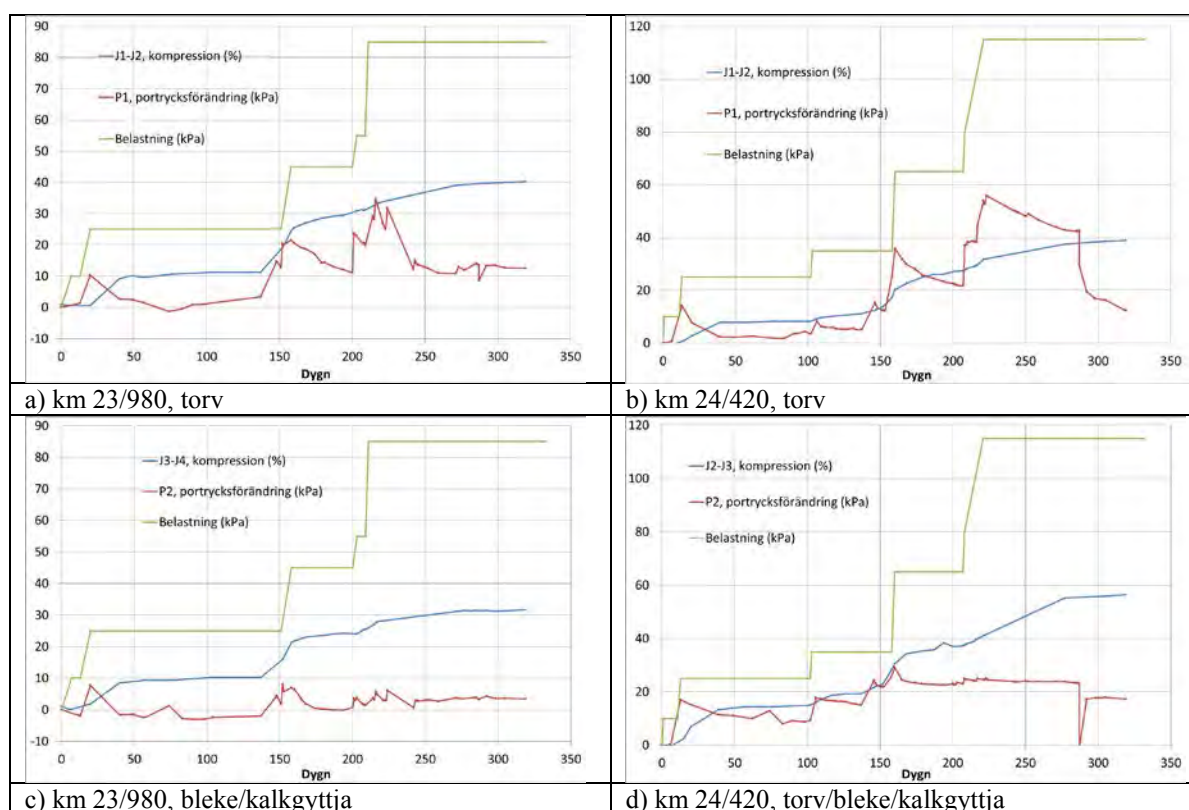 90
80
70
60
50
40
30
20
10
0
-10
J1-J2, kompression (%)
P1, portrycksförändring (kPa)
Belastning (kPa)
0 50 100 150 200 250 300 350
Dygn
120
100
80
60
40
20
0
J1-J2, kompression (%)
P1, portrycksförändring (kPa)
Belastning (kPa)
0 50 100 150 200 250 300 350
Dygn
a) km 23/980, torv
b) km 24/420, torv
90
80
70
60
50
40
30
20
10
0
-10
J3-J4, kompression (%)
P2, portrycksförändring (kPa)
Belastning (kPa)
0 50 100 150 200 250 300 350
Dygn
120
100
80
60
40
20
0
J2-J3, kompression (%)
P2, portrycksförändring (kPa)
Belastning (kPa)
0 50 100 150 200 250 300 350
Dygn
c) km 23/980, bleke/kalkgyttja
d) km 24/420, torv/bleke/kalkgyttja